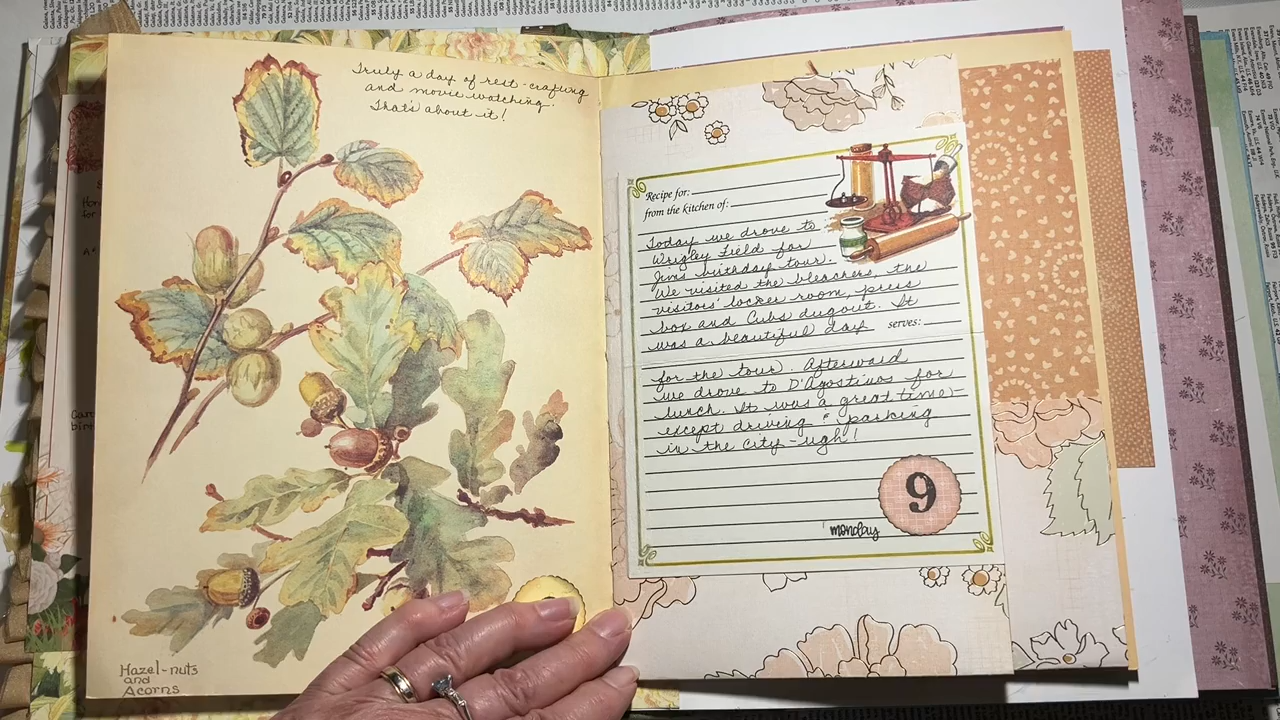 Truly a day of rest - crafting
and movie watching.
That's about it!
Hazel-nuts
and
Acorns
Recipe for:
from the kitchen of:
Today we drove to
Wrigley Field for
Jim's birthday tour.
We visited the bleachers, the
visitors' locker room, press
box and Cubs dugout. It
was a beautiful day
serves:
for the tour. Afterward
we drove to D'Agostinos for
lunch. It was a great time -
except driving & parking
in the city - ugh!
9
monday